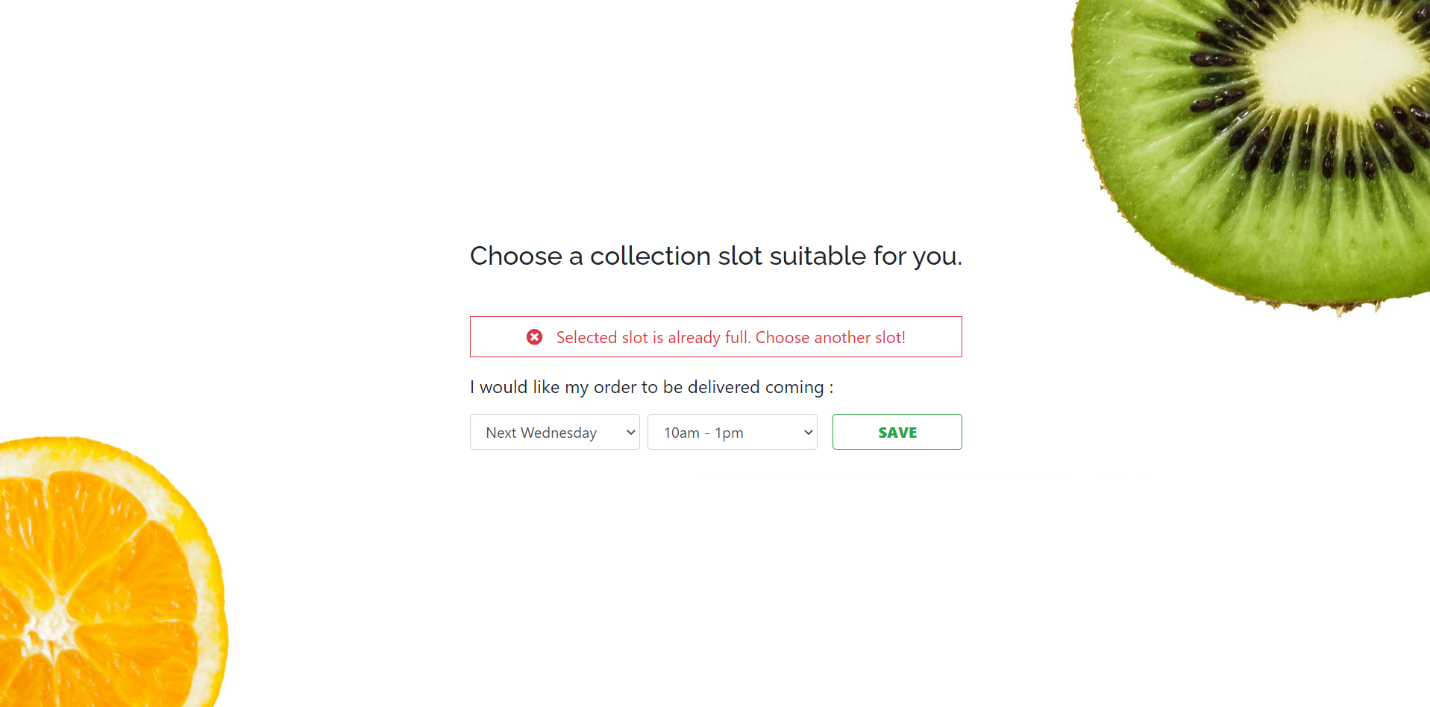 Choose a collection slot suitable for you.
Selected slot is already full. Choose another slot!
I would like my order to be delivered coming :
Next Wednesday 10am - 1pm SAVE